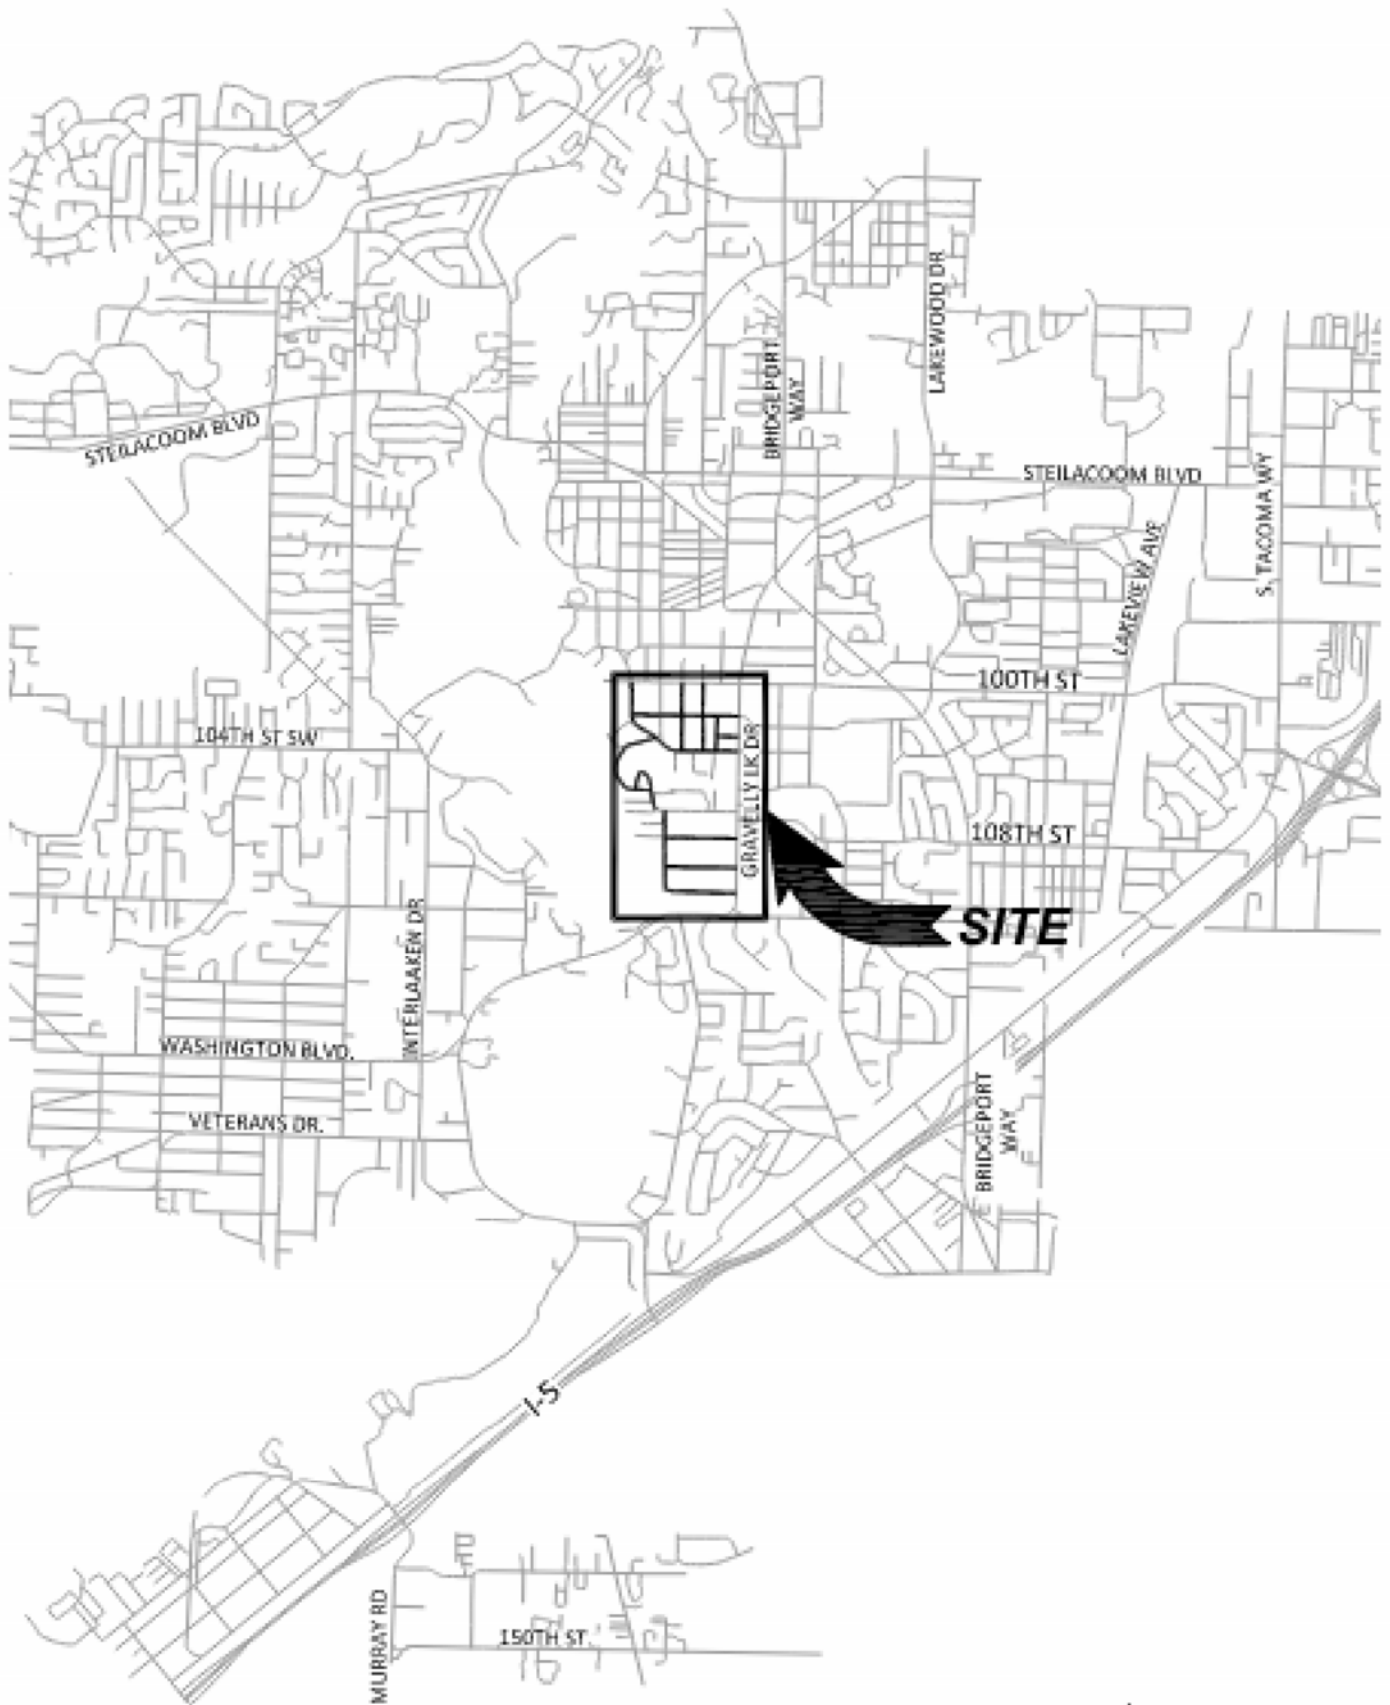 LAKEWOOD DR
BRIDGEPORT
WAY
STEILACOOM BLVD
STEILACOOM BLVD
S. TACOMA WY
LAKEVIEW AVE
100TH ST
104TH ST SW
GRAVELLY LK DR
108TH ST
SITE
INTERLAAKEN DR
WASHINGTON BLVD.
VETERANS DR.
BRIDGEPORT
WAY
I-5
MURRAY RD
150TH ST.